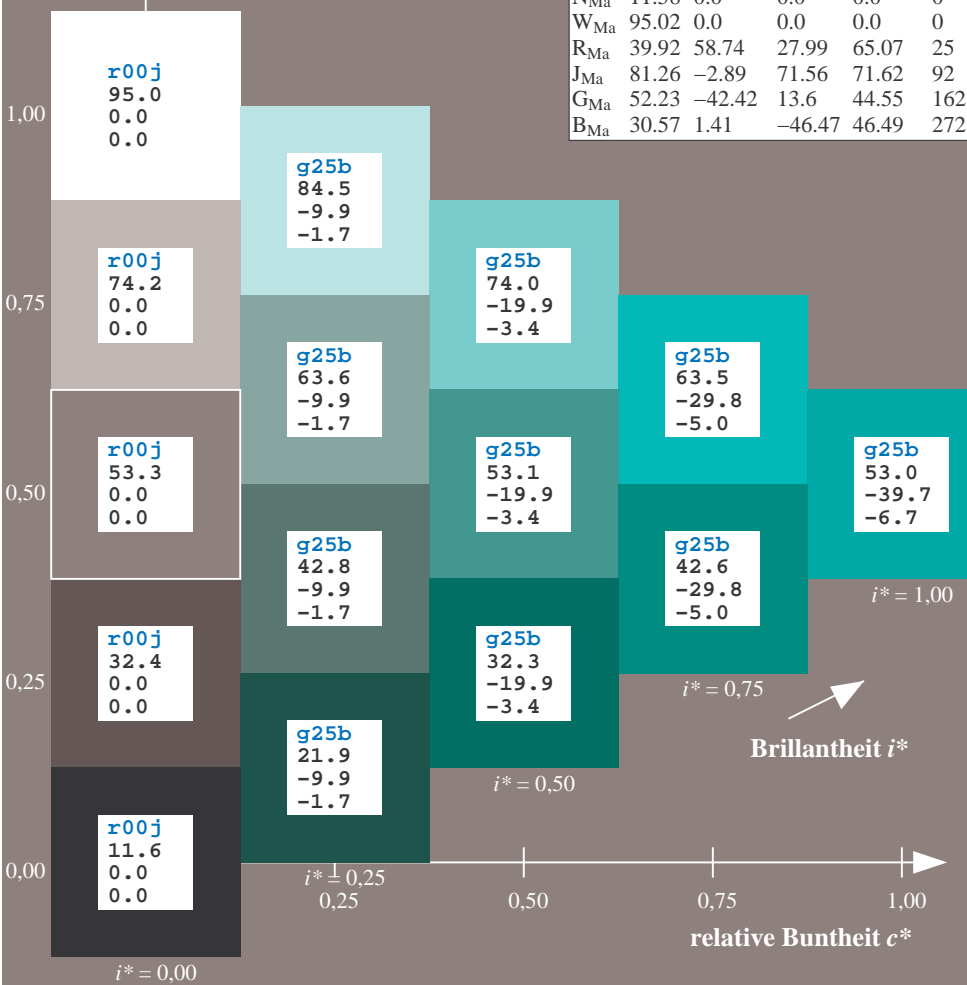 W_Ma 95.02 0.0 0.0 0.0 0
R_Ma 39.92 58.74 27.99 65.07 25
J_Ma 81.26 −2.89 71.56 71.62 92
G_Ma 52.23 −42.42 13.6 44.55 162
B_Ma 30.57 1.41 −46.47 46.49 272
1,00
0,75
0,50
0,25
0,00
r00j
95.0
0.0
0.0
r00j
74.2
0.0
0.0
r00j
53.3
0.0
0.0
r00j
32.4
0.0
0.0
r00j
11.6
0.0
0.0
i* = 0,00
g25b
84.5
-9.9
-1.7
g25b
63.6
-9.9
-1.7
g25b
42.8
-9.9
-1.7
g25b
21.9
-9.9
-1.7
i* = 0,25
g25b
74.0
-19.9
-3.4
g25b
53.1
-19.9
-3.4
g25b
32.3
-19.9
-3.4
i* = 0,50
g25b
63.5
-29.8
-5.0
g25b
42.6
-29.8
-5.0
i* = 0,75
g25b
53.0
-39.7
-6.7
i* = 1,00
Brillantheit i*
0,25 0,50 0,75 1,00
relative Buntheit c*